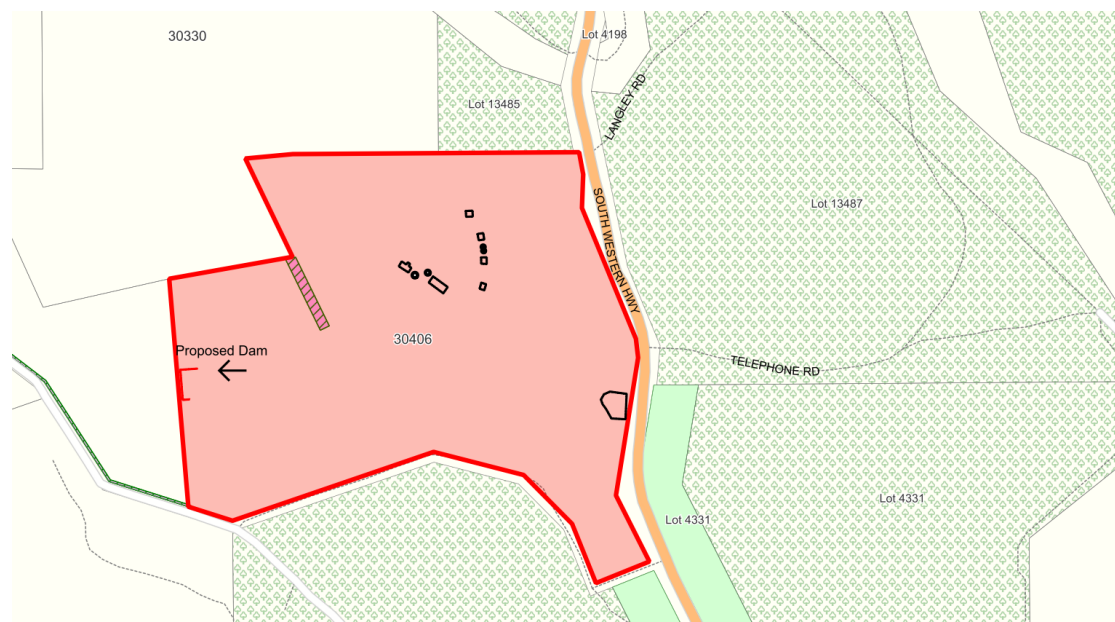 30330
Lot 4198
Lot 13485
LANGLEY RD
Lot 13487
SOUTH WESTERN HWY
30406
Proposed Dam
TELEPHONE RD
Lot 4331
Lot 4331